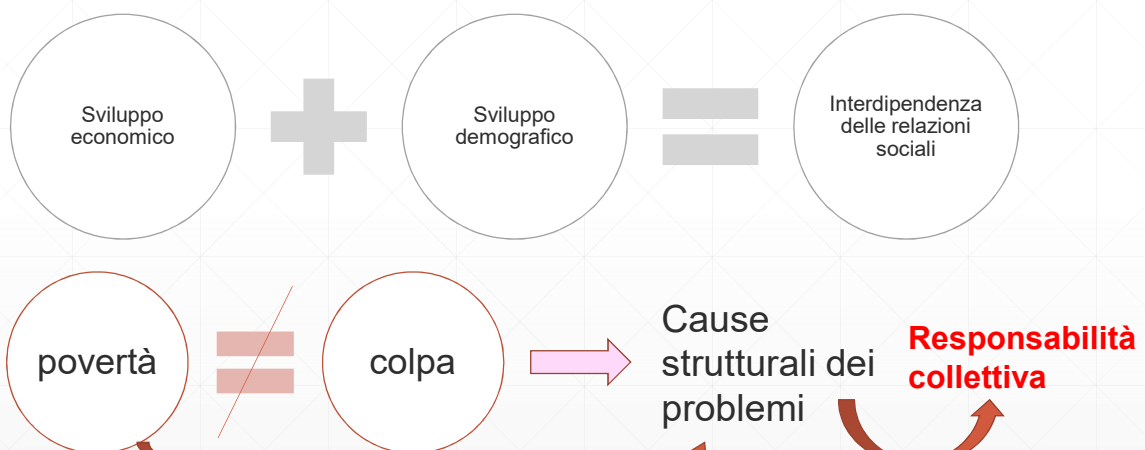 Sviluppo
economico
Sviluppo
demografico
Interdipendenza
delle relazioni
sociali
povertà
colpa
Cause
strutturali dei
problemi
Responsabilità
collettiva